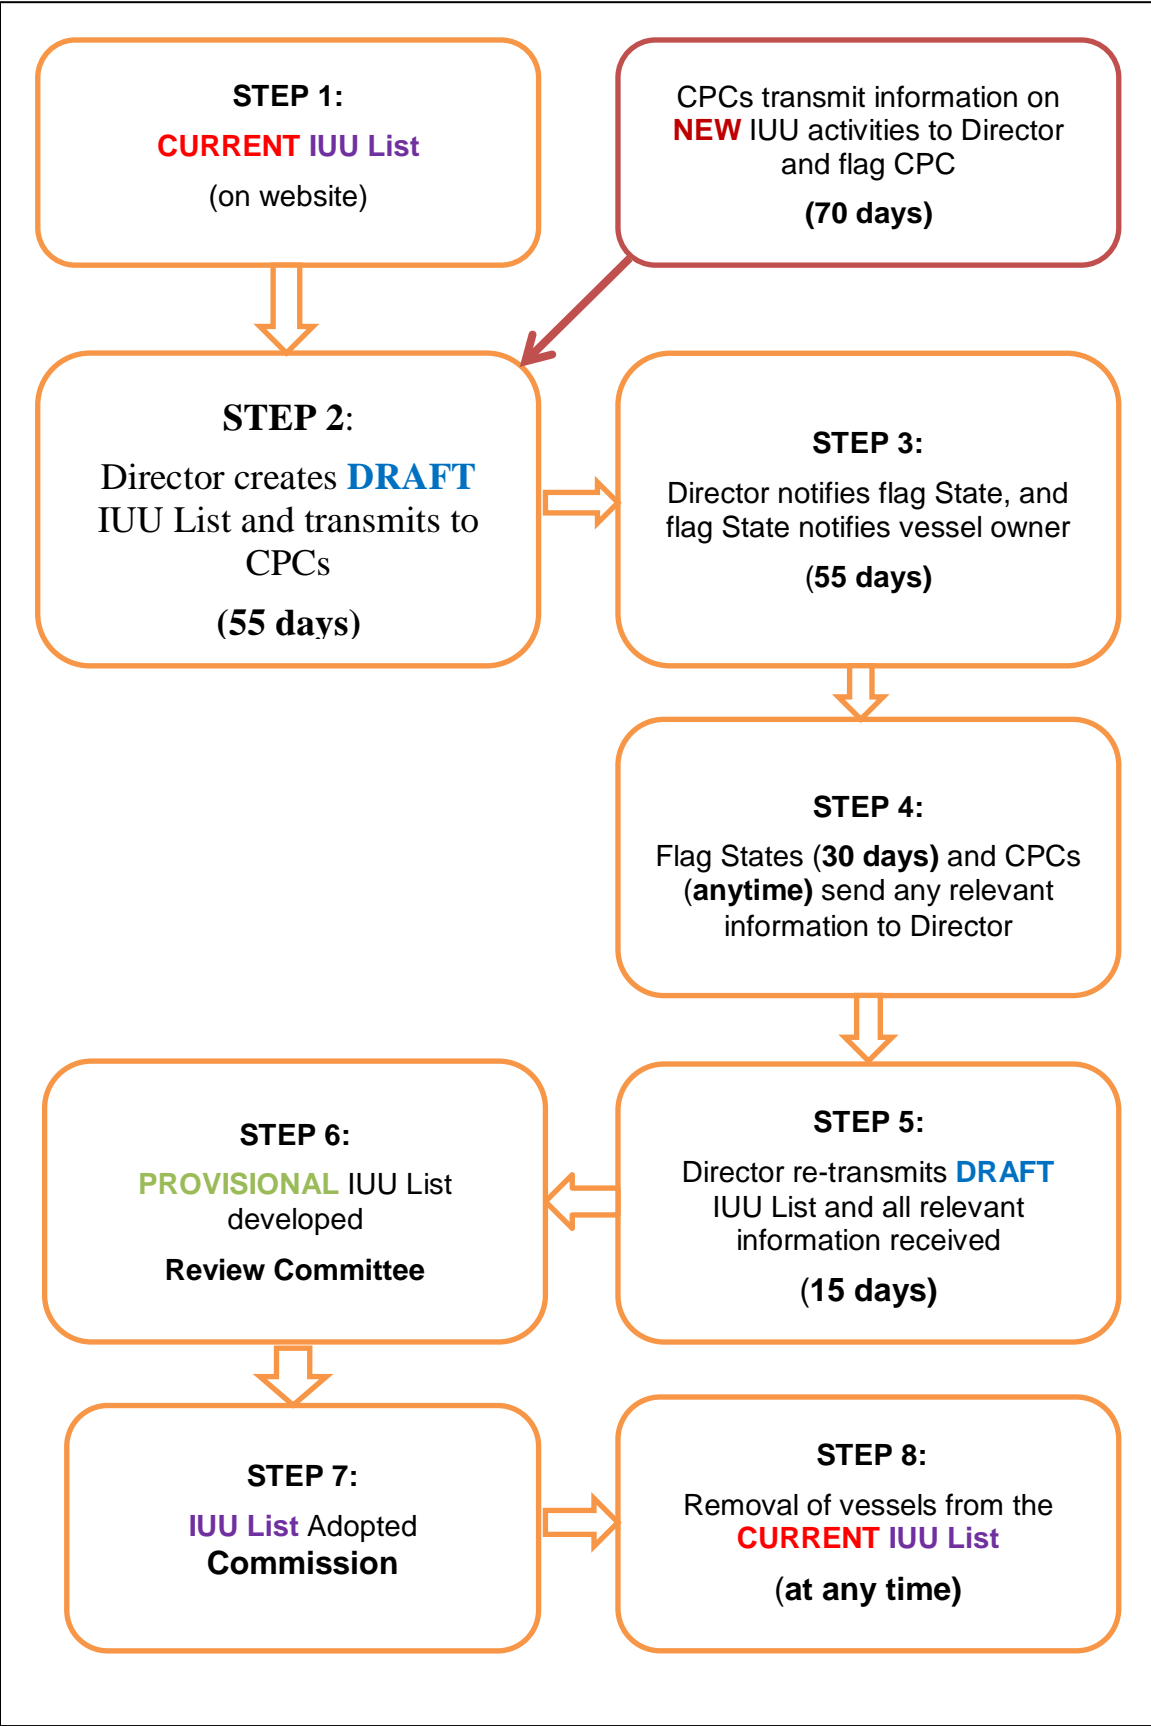 STEP 1:
CURRENT IUU List
(on website)
CPCs transmit information on
NEW IUU activities to Director
and flag CPC
(70 days)
STEP 2:
Director creates DRAFT
IUU List and transmits to
CPCs
(55 days)
STEP 3:
Director notifies flag State, and
flag State notifies vessel owner
(55 days)
STEP 4:
Flag States (30 days) and CPCs
(anytime) send any relevant
information to Director
STEP 5:
Director re-transmits DRAFT
IUU List and all relevant
information received
(15 days)
STEP 6:
PROVISIONAL IUU List
developed
Review Committee
STEP 7:
IUU List Adopted
Commission
STEP 8:
Removal of vessels from the
CURRENT IUU List
(at any time)